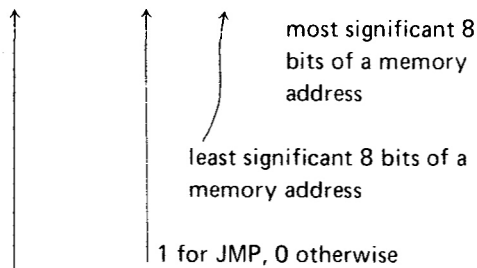 most significant 8
bits of a memory
address
least significant 8 bits of a
memory address
1 for JMP, 0 otherwise